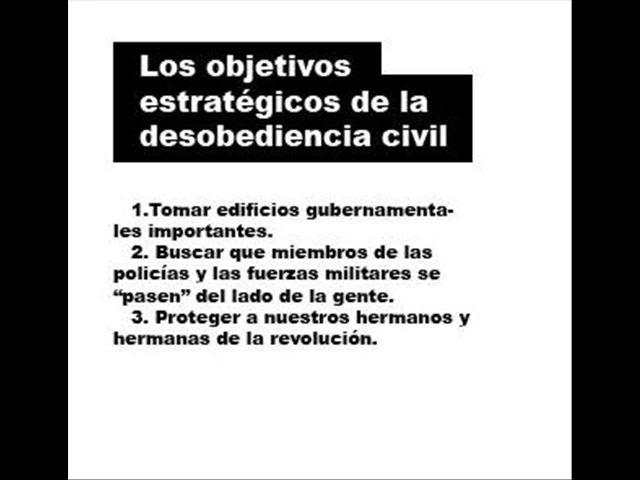 Los objetivos
estratégicos de la
desobediencia civil
1.Tomar edificios gubernamenta-
les importantes.
2. Buscar que miembros de las
policías y las fuerzas militares se
“pasen” del lado de la gente.
3. Proteger a nuestros hermanos y
hermanas de la revolución.